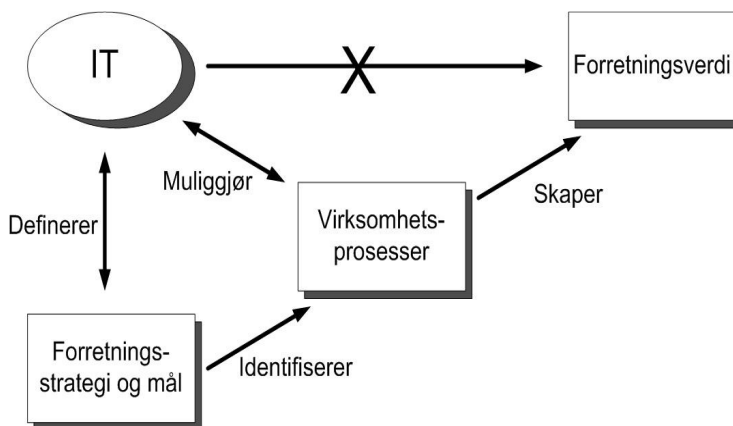 IT
X
Forretningsverdi
Muliggjør
Skaper
Virksomhets-
prosesser
Definerer
Forretnings-
strategi og mål
Identifiserer